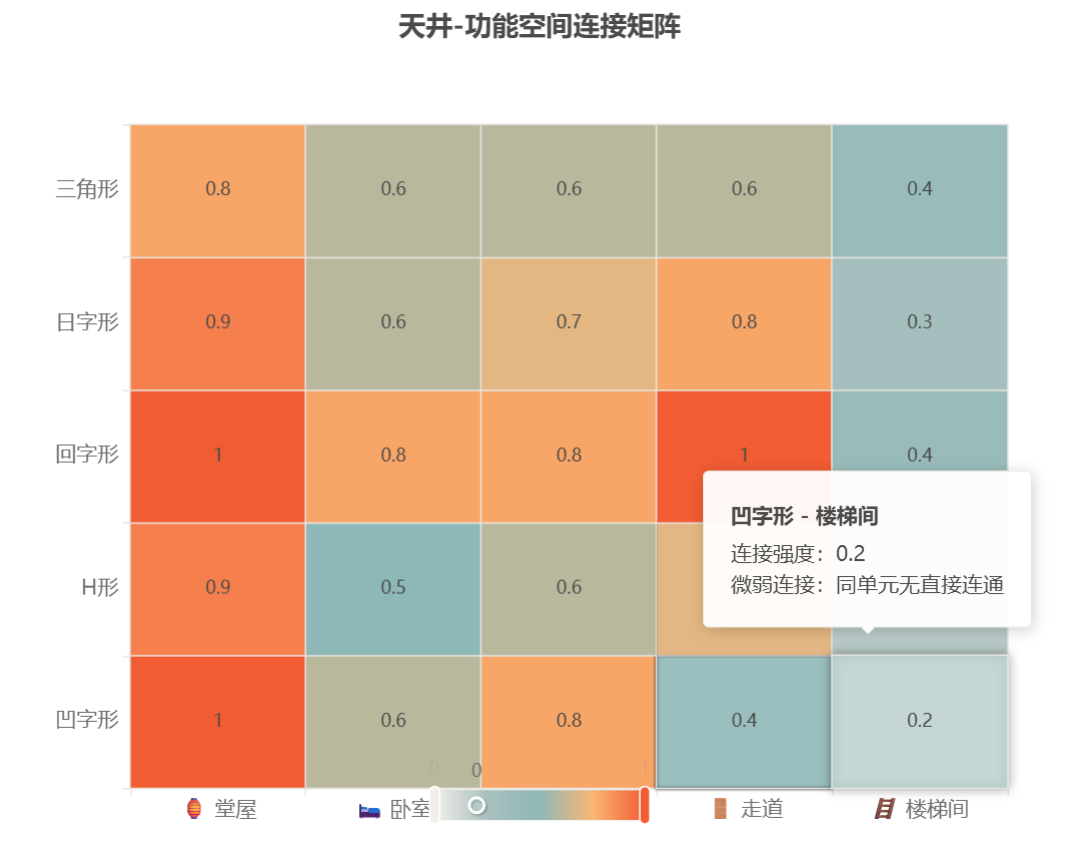 天井-功能空间连接矩阵
三角形 0.8 0.6 0.6 0.6 0.4
日字形 0.9 0.6 0.7 0.8 0.3
回字形 1 0.8 0.8 1 0.4
凹字形 - 楼梯间
连接强度：0.2
微弱连接：同单元无直接连通
H形 0.9 0.5 0.6
凹字形 1 0.6 0.8 0.4 0.2
0 0 1
堂屋 卧室 走道 楼梯间